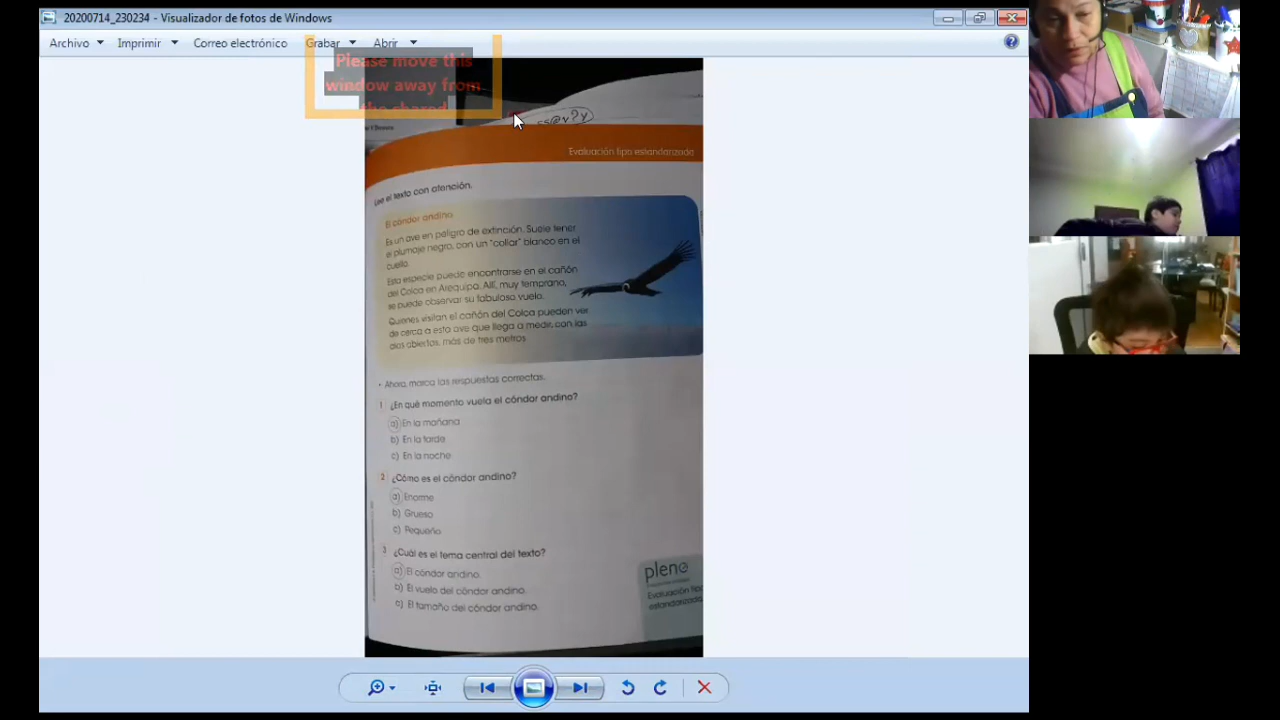 20200714_230234 - Visualizador de fotos de Windows
Archivo Imprimir Correo electrónico Grabar Abrir
Please move this
window away from
the shared
Evaluación tipo estandarizada
Lee el texto con atención.
El cóndor andino
Es un ave en peligro de extinción. Suele tener
el plumaje negro, con un "collar" blanco en el
cuello.
Esta especie puede encontrarse en el cañón
del Colca en Arequipa. Allí, muy temprano,
se puede observar su fabuloso vuelo.
Quienes visitan el cañón del Colca pueden ver
de cerca a esta ave que llega a medir, con las
alas abiertas, más de tres metros
• Ahora, marca las respuestas correctas.
1 ¿En qué momento vuela el cóndor andino?
a) En la mañana
b) En la tarde
c) En la noche
2 ¿Cómo es el cóndor andino?
a) Enorme
b) Grueso
c) Pequeño
3 ¿Cuál es el tema central del texto?
a) El cóndor andino.
b) El vuelo del cóndor andino.
c) El tamaño del cóndor andino.
pleno
Evaluación tipo
estandarizada